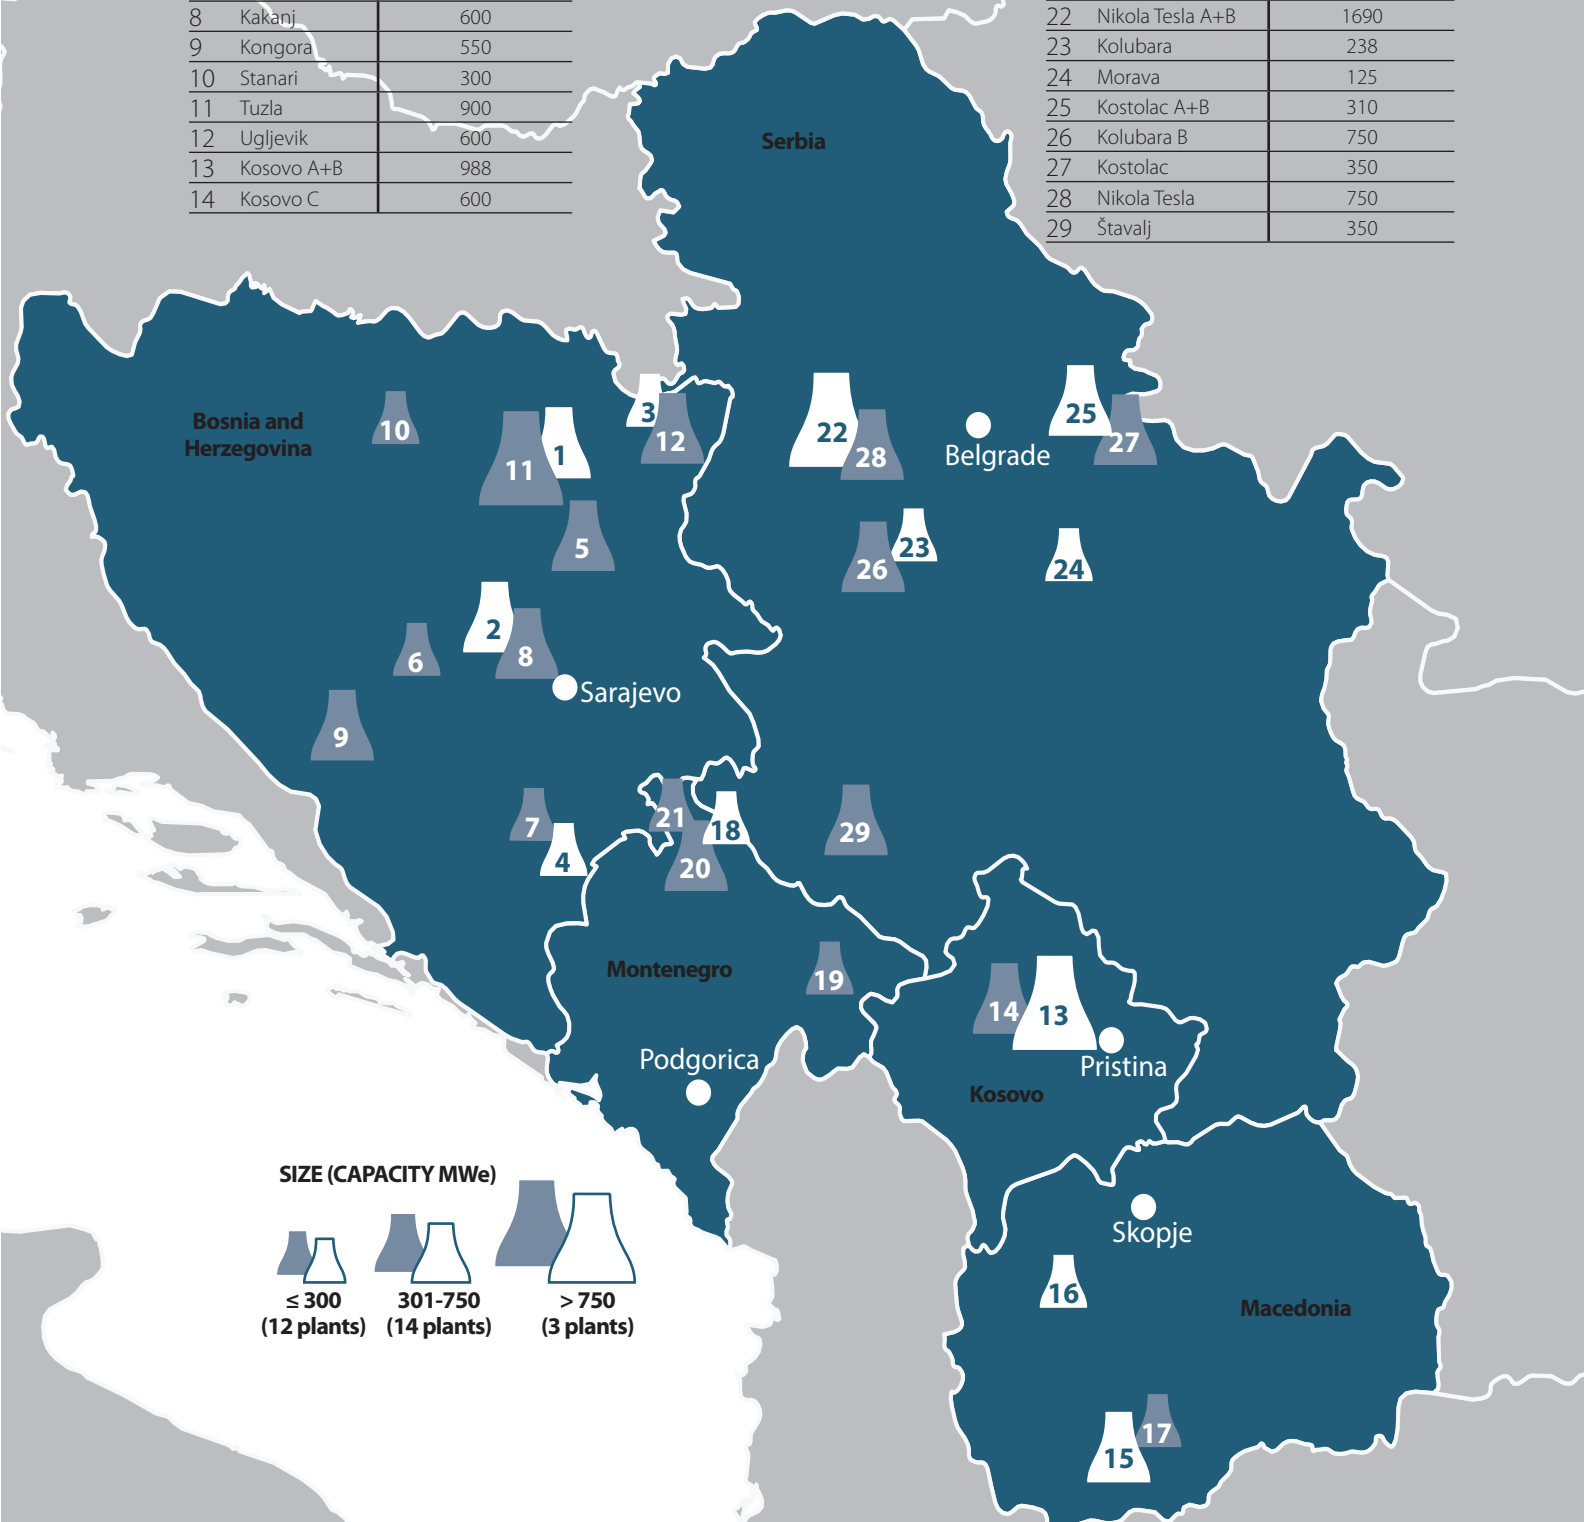 8 Kakanj 600
9 Kongora 550
10 Stanari 300
11 Tuzla 900
12 Ugljevik 600
13 Kosovo A+B 988
14 Kosovo C 600
22 Nikola Tesla A+B 1690
23 Kolubara 238
24 Morava 125
25 Kostolac A+B 310
26 Kolubara B 750
27 Kostolac 350
28 Nikola Tesla 750
29 Štavalj 350
Serbia
Bosnia and
Herzegovina
10
11
1
3
12
22
28
Belgrade
25
27
5
26
23
24
2
8
6
Sarajevo
9
7
4
21
18
20
29
Montenegro
19
14
13
Pristina
Podgorica
Kosovo
SIZE (CAPACITY MWe)
≤ 300
(12 plants)
301-750
(14 plants)
> 750
(3 plants)
Skopje
16
Macedonia
17
15